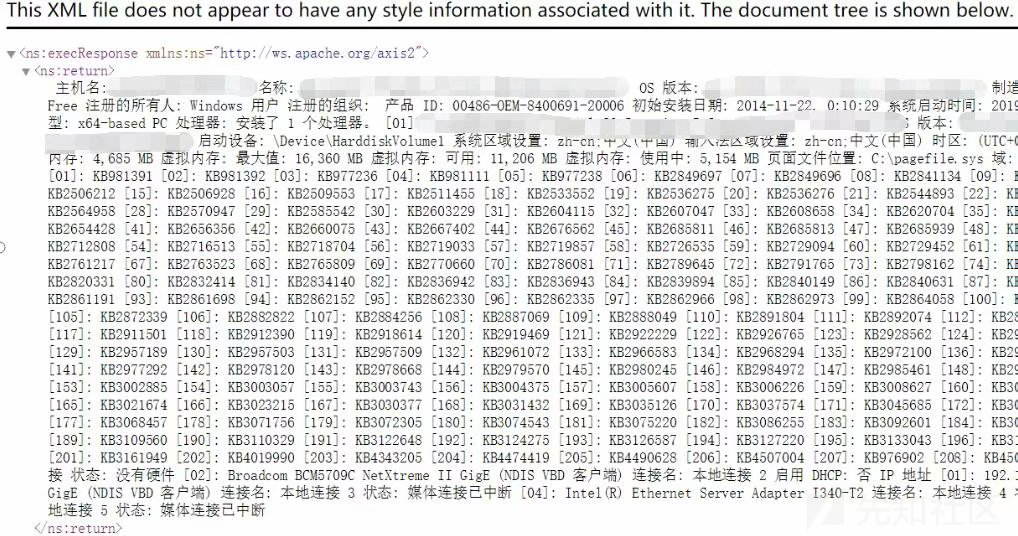 This XML file does not appear to have any style information associated with it. The document tree is shown below.
▼<ns:execResponse xmlns:ns="http://ws.apache.org/axis2">
▼<ns:return>
主机名: 名称: OS 版本: 制造
Free 注册的所有人: Windows 用户 注册的组织: 产品 ID: 00486-OEM-8400691-20006 初始安装日期: 2014-11-22, 0:10:29 系统启动时间: 2019
型: x64-based PC 处理器: 安装了 1 个处理器。 [01] 版本:
启动设备: \Device\HarddiskVolume1 系统区域设置: zh-cn;中文(中国) 输入法区域设置: zh-cn;中文(中国) 时区: (UTC+0
内存: 4,685 MB 虚拟内存: 最大值: 16,360 MB 虚拟内存: 可用: 11,206 MB 虚拟内存: 使用中: 5,154 MB 页面文件位置: C:\pagefile.sys 域:
[01]: KB981391 [02]: KB981392 [03]: KB977236 [04]: KB981111 [05]: KB977238 [06]: KB2849697 [07]: KB2849696 [08]: KB2841134 [09]: K
KB2506212 [15]: KB2506928 [16]: KB2509553 [17]: KB2511455 [18]: KB2533552 [19]: KB2536275 [20]: KB2536276 [21]: KB2544893 [22]: K
KB2564958 [28]: KB2570947 [29]: KB2585542 [30]: KB2603229 [31]: KB2604115 [32]: KB2607047 [33]: KB2608658 [34]: KB2620704 [35]: K
KB2654428 [41]: KB2656356 [42]: KB2660075 [43]: KB2667402 [44]: KB2676562 [45]: KB2685811 [46]: KB2685813 [47]: KB2685939 [48]: K
KB2712808 [54]: KB2716513 [55]: KB2718704 [56]: KB2719033 [57]: KB2719857 [58]: KB2726535 [59]: KB2729094 [60]: KB2729452 [61]: K
KB2761217 [67]: KB2763523 [68]: KB2765809 [69]: KB2770660 [70]: KB2786081 [71]: KB2789645 [72]: KB2791765 [73]: KB2798162 [74]: K
KB2820331 [80]: KB2832414 [81]: KB2834140 [82]: KB2836942 [83]: KB2836943 [84]: KB2839894 [85]: KB2840149 [86]: KB2840631 [87]: K
KB2861191 [93]: KB2861698 [94]: KB2862152 [95]: KB2862330 [96]: KB2862335 [97]: KB2862966 [98]: KB2862973 [99]: KB2864058 [100]: K
[105]: KB2872339 [106]: KB2882822 [107]: KB2884256 [108]: KB2887069 [109]: KB2888049 [110]: KB2891804 [111]: KB2892074 [112]: KB28
[117]: KB2911501 [118]: KB2912390 [119]: KB2918614 [120]: KB2919469 [121]: KB2922229 [122]: KB2926765 [123]: KB2928562 [124]: KB29
[129]: KB2957189 [130]: KB2957503 [131]: KB2957509 [132]: KB2961072 [133]: KB2966583 [134]: KB2968294 [135]: KB2972100 [136]: KB29
[141]: KB2977292 [142]: KB2978120 [143]: KB2978668 [144]: KB2979570 [145]: KB2980245 [146]: KB2984972 [147]: KB2985461 [148]: KB29
[153]: KB3002885 [154]: KB3003057 [155]: KB3003743 [156]: KB3004375 [157]: KB3005607 [158]: KB3006226 [159]: KB3008627 [160]: KB30
[165]: KB3021674 [166]: KB3023215 [167]: KB3030377 [168]: KB3031432 [169]: KB3035126 [170]: KB3037574 [171]: KB3045685 [172]: KB30
[177]: KB3068457 [178]: KB3071756 [179]: KB3072305 [180]: KB3074543 [181]: KB3075220 [182]: KB3086255 [183]: KB3092601 [184]: KB31
[189]: KB3109560 [190]: KB3110329 [191]: KB3122648 [192]: KB3124275 [193]: KB3126587 [194]: KB3127220 [195]: KB3133043 [196]: KB31
[201]: KB3161949 [202]: KB4019990 [203]: KB4343205 [204]: KB4474419 [205]: KB4490628 [206]: KB4507004 [207]: KB976902 [208]: KB450
接 状态: 没有硬件 [02]: Broadcom BCM5709C NetXtreme II GigE (NDIS VBD 客户端) 连接名: 本地连接 2 启用 DHCP: 否 IP 地址 [01]: 192.1
GigE (NDIS VBD 客户端) 连接名: 本地连接 3 状态: 媒体连接已中断 [04]: Intel(R) Ethernet Server Adapter I340-T2 连接名: 本地连接 4
地连接 5 状态: 媒体连接已中断
</ns:return>
先知社区